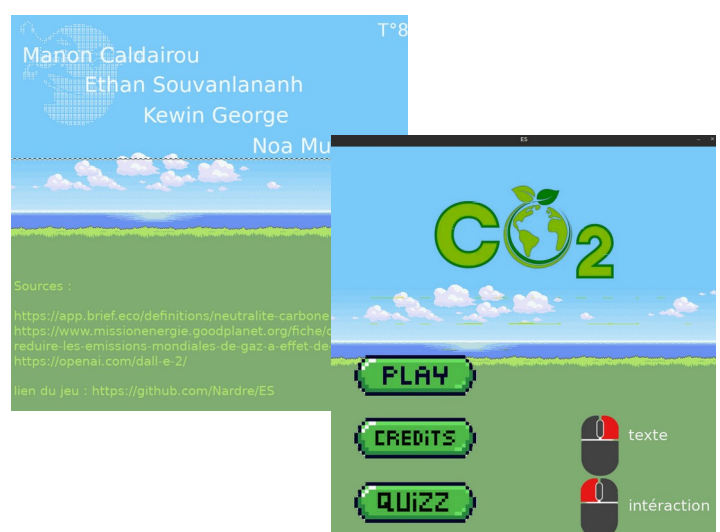 T°8
Manon Caldairou
Ethan Souvanlananh
Kewin George
Noa Mu
Sources :
https://app.brief.eco/definitions/neutralite-carbone
https://www.missionenergie.goodplanet.org/fiche/
reduire-les-emissions-mondiales-de-gaz-a-effet-de
https://openai.com/dall-e-2/
lien du jeu : https://github.com/Nardre/ES
ES
CO2
PLAY
CREDiTS
QUiZZ
texte
intéraction